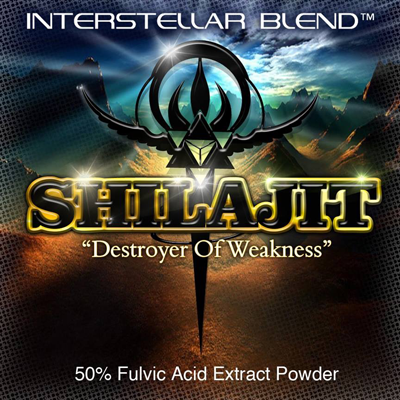 INTERSTELLAR BLEND™
SHILAJIT
“Destroyer Of Weakness”
50% Fulvic Acid Extract Powder